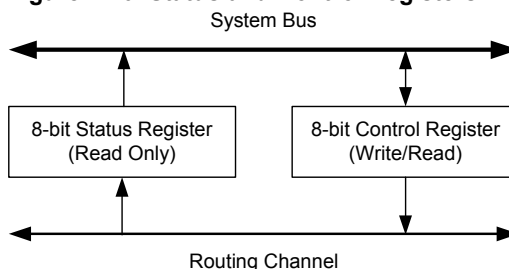 System Bus
8-bit Status Register
(Read Only)
8-bit Control Register
(Write/Read)
Routing Channel